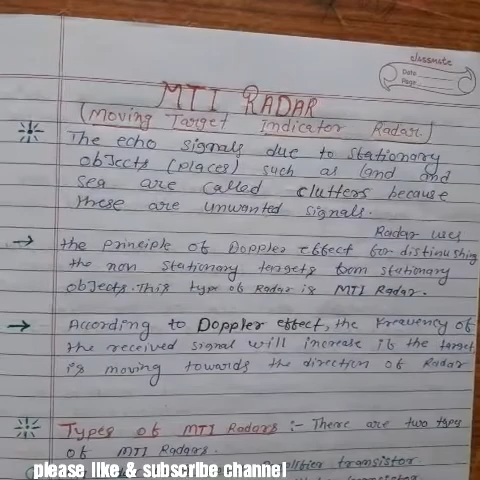 classmate
Date
Page
MTI RADAR
(Moving Target Indicator Radar)
The echo signals due to stationary
objects (places) such as land and
sea are called clutters because
these are unwanted signals.
Radar uses
the principle of Doppler effect for distinushing
the non stationary targets from stationary
objects. This type of Radar is MTI Radar.
According to Doppler effect, the frequency of
the received signal will increase if the target
is moving towards the direction of Radar
Types of MTI Radars :- There are two types
of MTI Radars.
transistor
please like & subscribe channel